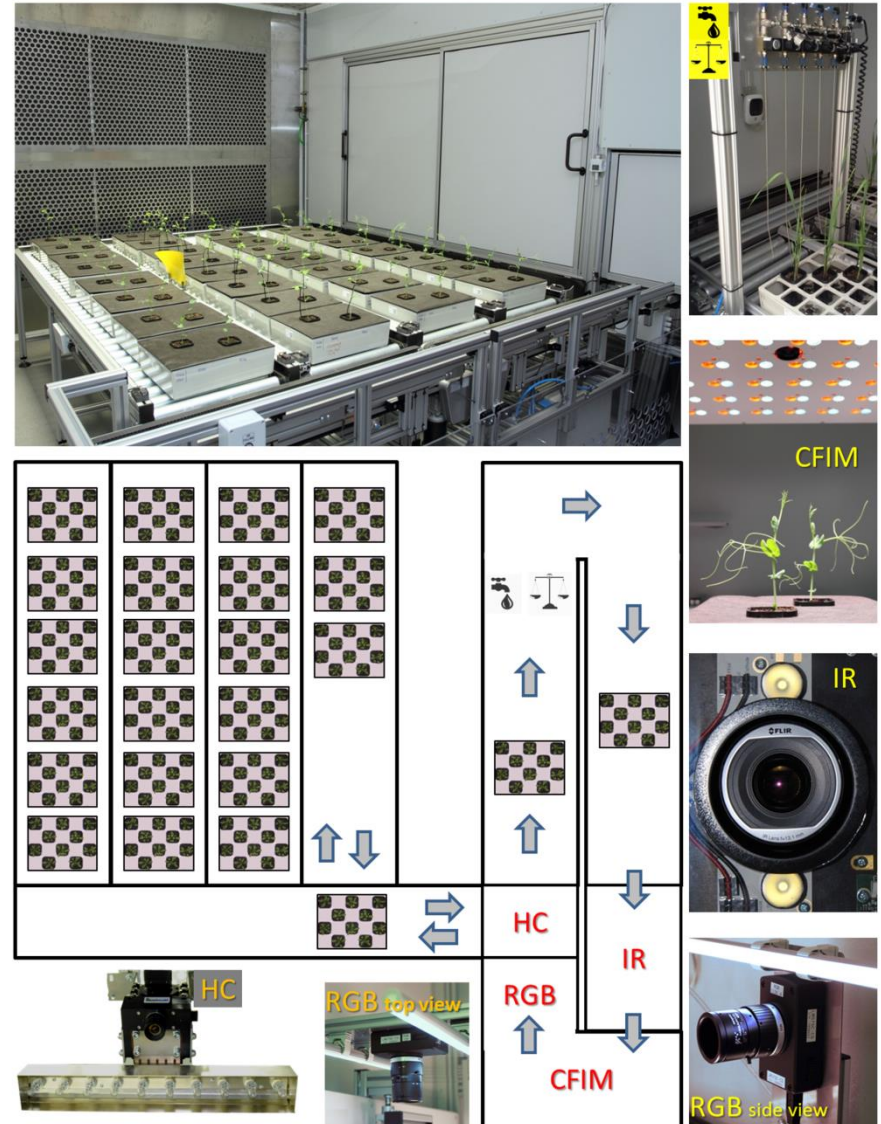 CFIM
IR
FLIR
HC
IR
RGB
CFIM
HC
RGB top view
RGB side view